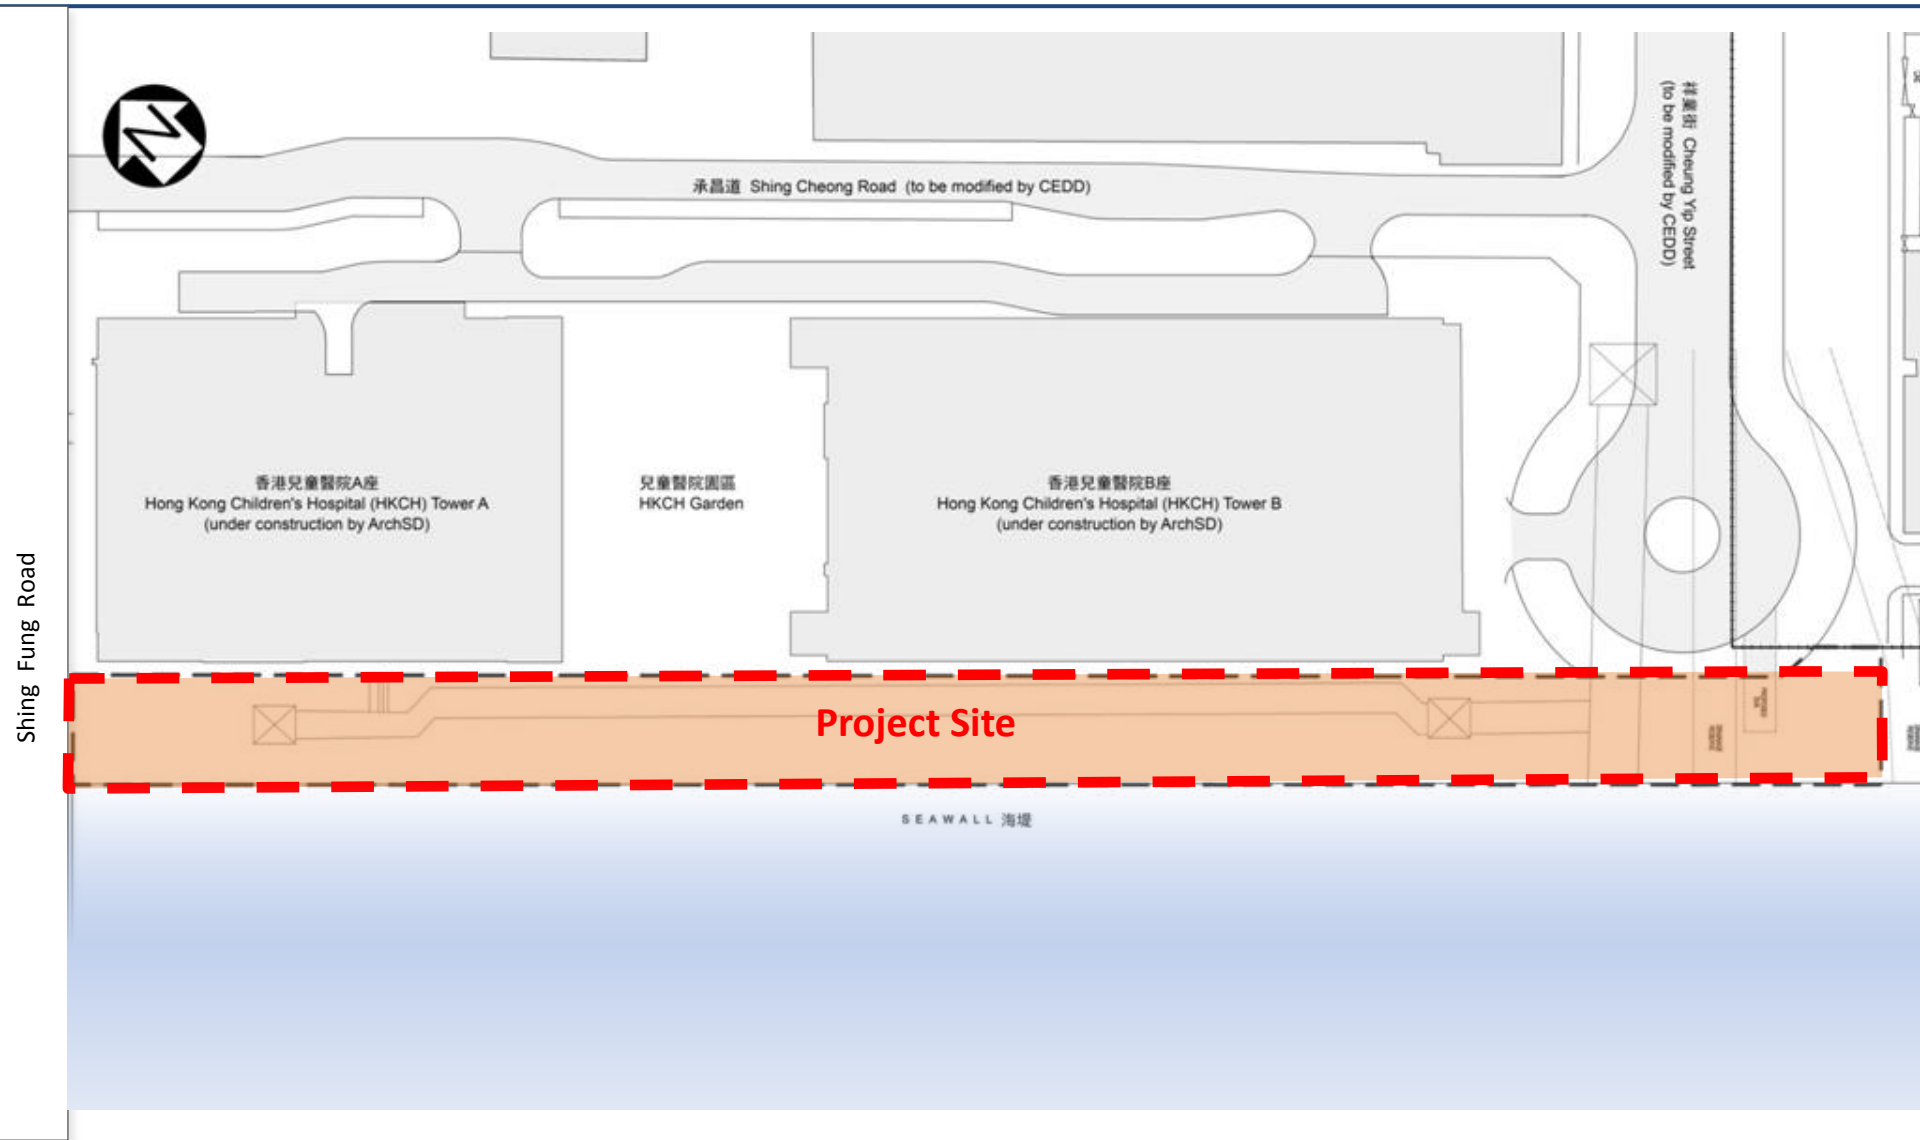 祥業街 Cheung Yip Street
(to be modified by CEDD)
承昌道 Shing Cheong Road (to be modified by CEDD)
香港兒童醫院A座
Hong Kong Children's Hospital (HKCH) Tower A
(under construction by ArchSD)
兒童醫院園區
HKCH Garden
香港兒童醫院B座
Hong Kong Children's Hospital (HKCH) Tower B
(under construction by ArchSD)
Shing Fung Road
Project Site
SEAWALL 海堤